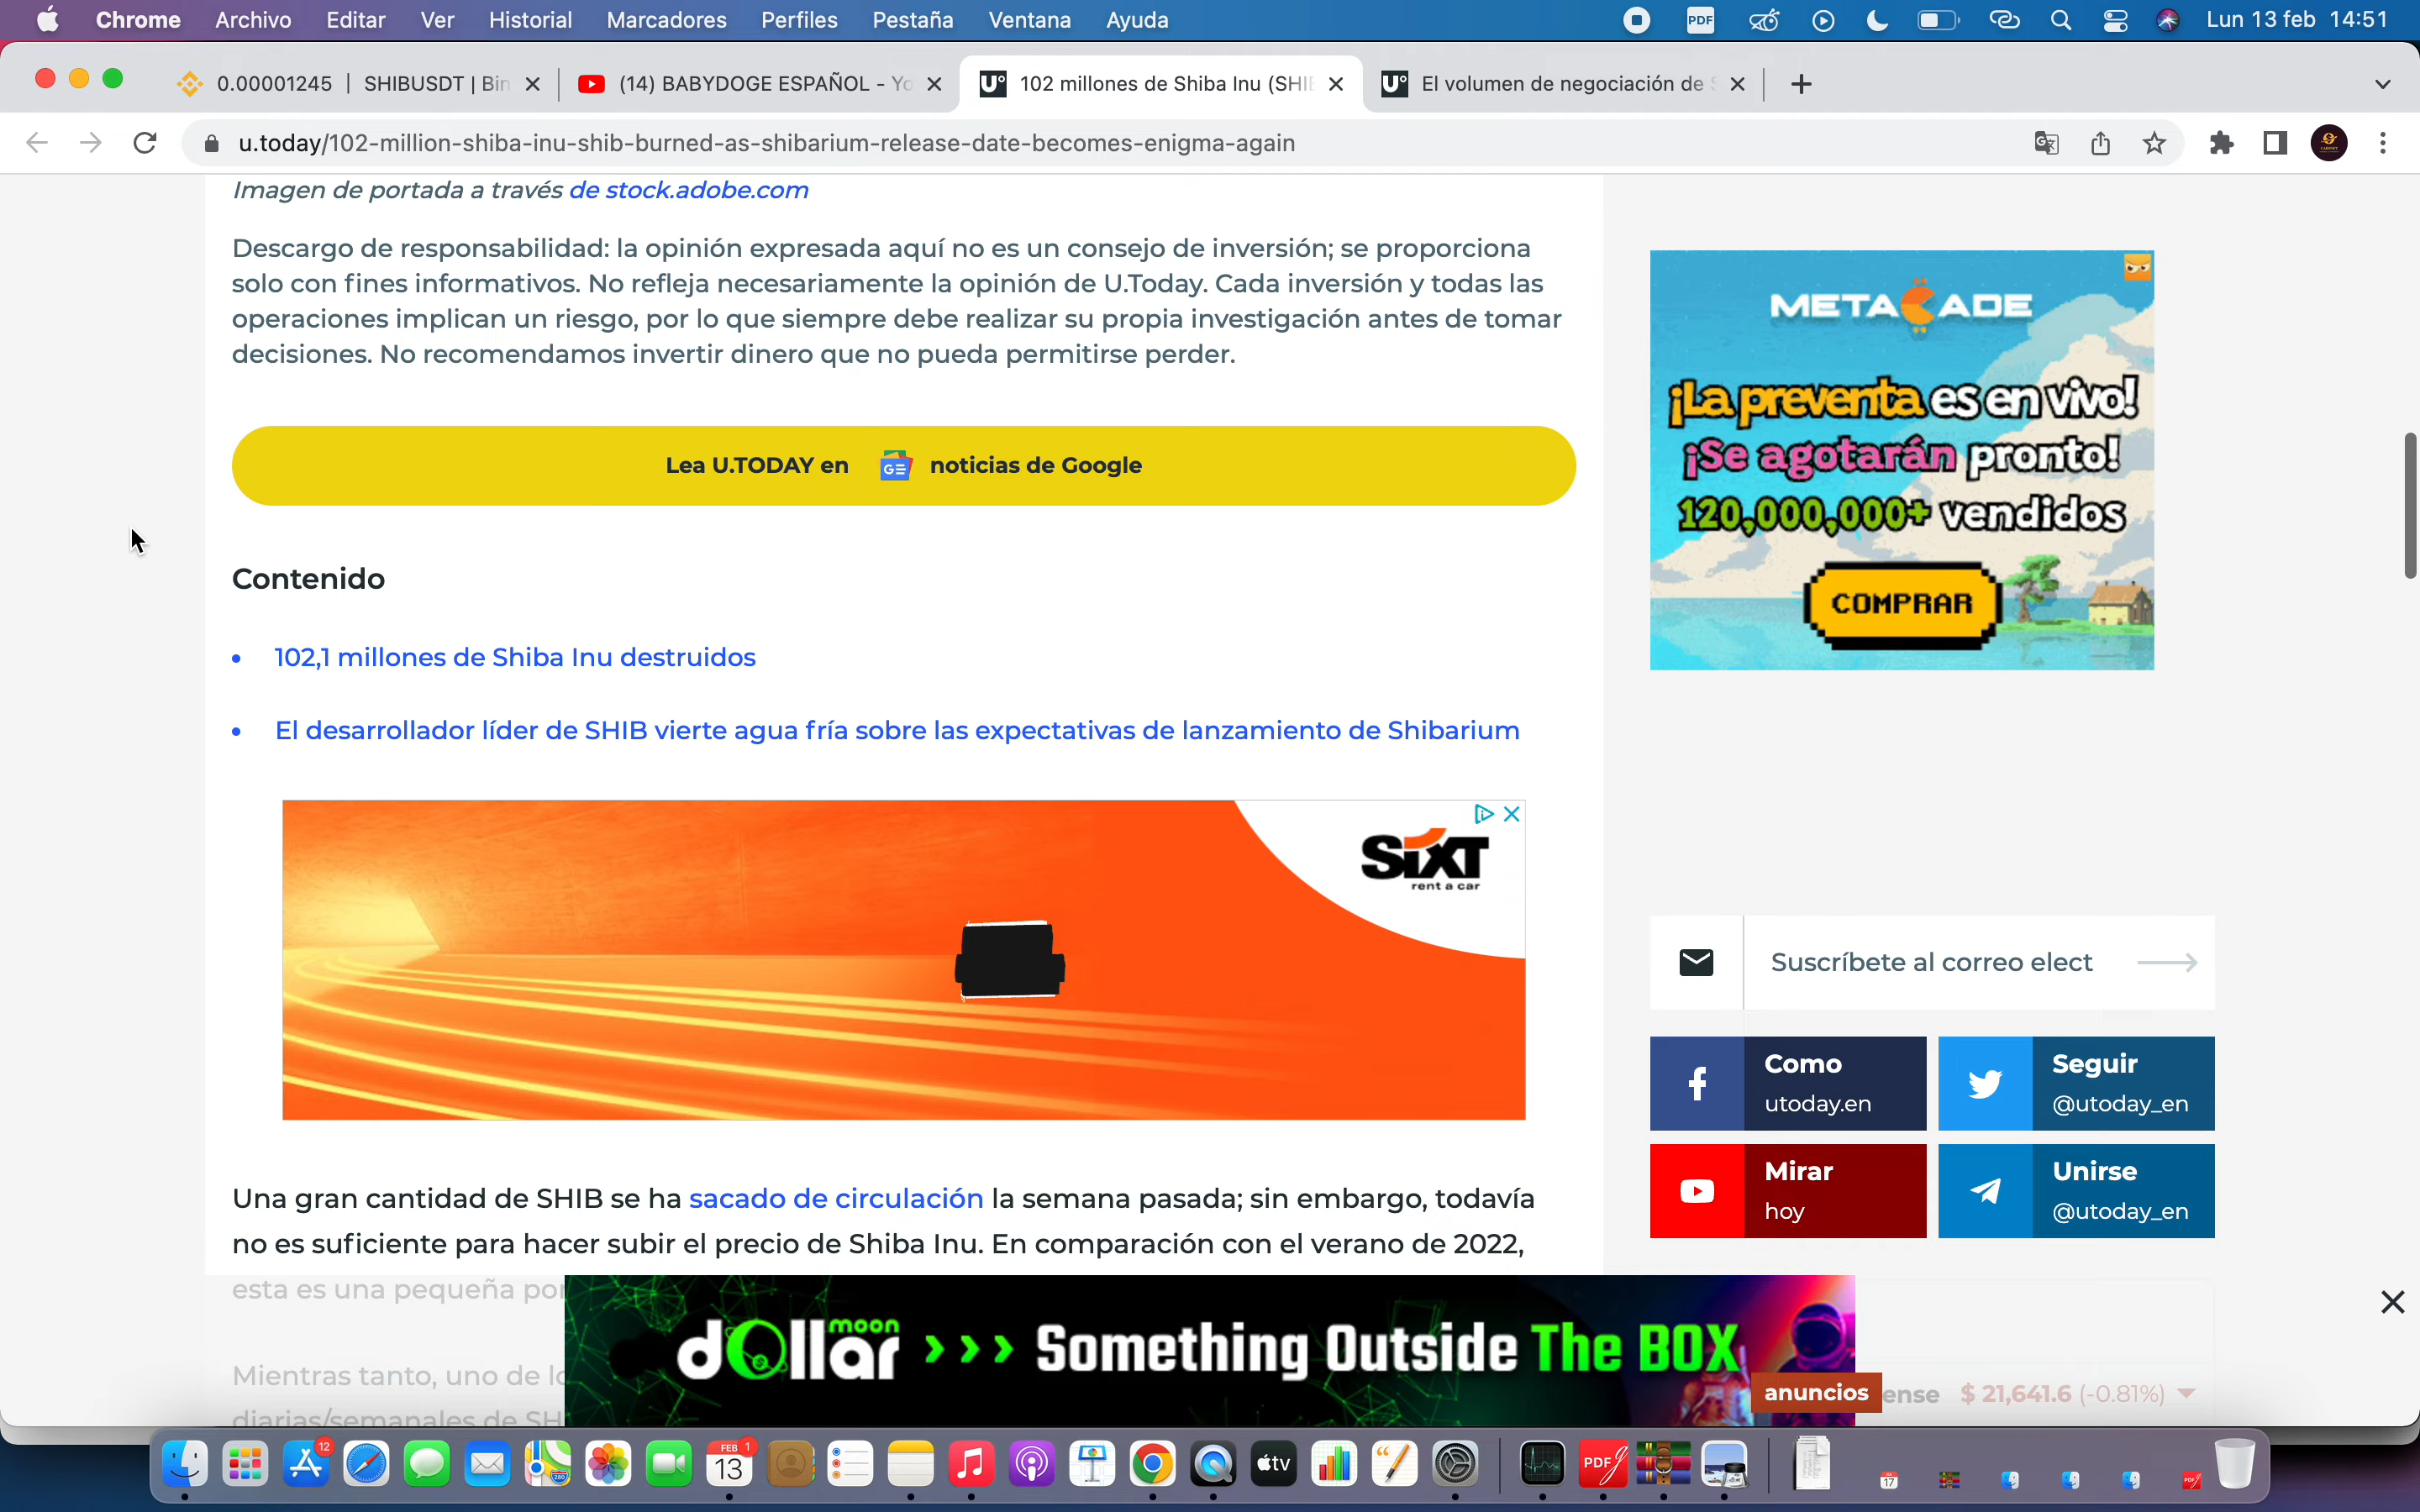 Chrome Archivo Editar Ver Historial Marcadores Perfiles Pestaña Ventana Ayuda
PDF
Lun 13 feb 14:51
0.00001245 | SHIBUSDT | Bin
(14) BABYDOGE ESPAÑOL - Yo
U° 102 millones de Shiba Inu (SHIB
U° El volumen de negociación de S
u.today/102-million-shiba-inu-shib-burned-as-shibarium-release-date-becomes-enigma-again
Imagen de portada a través de stock.adobe.com
Descargo de responsabilidad: la opinión expresada aquí no es un consejo de inversión; se proporciona
solo con fines informativos. No refleja necesariamente la opinión de U.Today. Cada inversión y todas las
operaciones implican un riesgo, por lo que siempre debe realizar su propia investigación antes de tomar
decisiones. No recomendamos invertir dinero que no pueda permitirse perder.
Lea U.TODAY en GE noticias de Google
Contenido
• 102,1 millones de Shiba Inu destruidos
• El desarrollador líder de SHIB vierte agua fría sobre las expectativas de lanzamiento de Shibarium
SiXT
rent a car
Una gran cantidad de SHIB se ha sacado de circulación la semana pasada; sin embargo, todavía
no es suficiente para hacer subir el precio de Shiba Inu. En comparación con el verano de 2022,
esta es una pequeña por
Mientras tanto, uno de lo
diarias/semanales de SH
METACADE
¡La preventa es en vivo!
¡Se agotarán pronto!
120,000,000+ vendidos
COMPRAR
Suscríbete al correo elect
Como
utoday.en
Seguir
@utoday_en
Mirar
hoy
Unirse
@utoday_en
dollar moon >>> Something Outside The BOX
anuncios
ense $ 21,641.6 (-0.81%)
12
FEB 1
13
280
tv
PDF
17